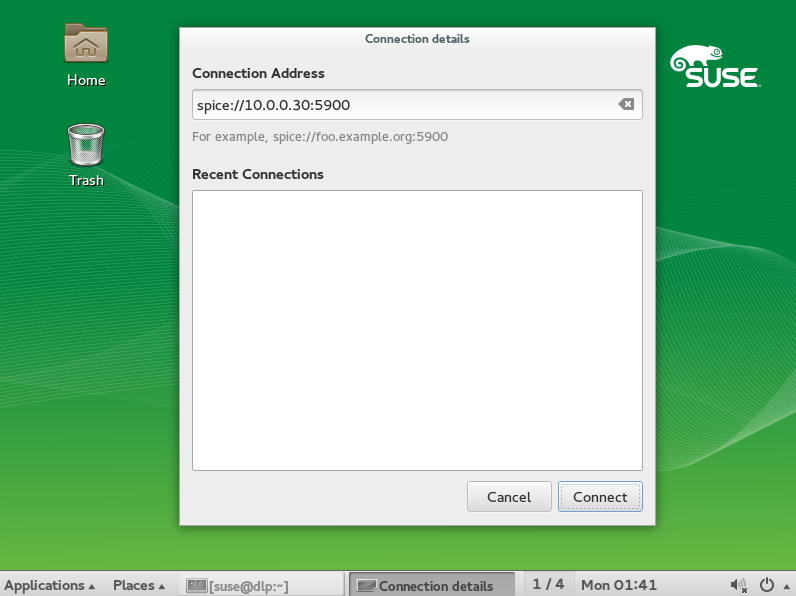 Connection details
Home
Trash
Connection Address
spice://10.0.0.30:5900
For example, spice://foo.example.org:5900
Recent Connections
SUSE
Cancel
Connect
Applications Places [suse@dlp:~] Connection details 1 / 4 Mon 01:41